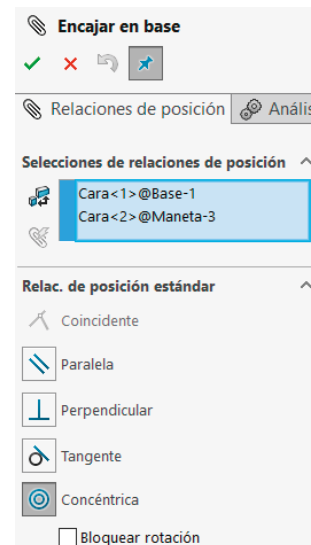 Encajar en base
Relaciones de posición
Anális
Selecciones de relaciones de posición
Cara<1>@Base-1
Cara<2>@Maneta-3
Relac. de posición estándar
Coincidente
Paralela
Perpendicular
Tangente
Concéntrica
Bloquear rotación